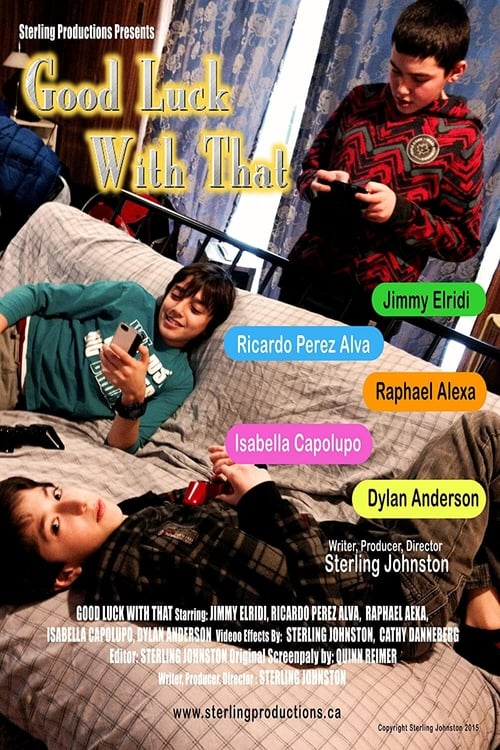 Sterling Productions Presents
Good Luck
With That
Jimmy Elridi
Ricardo Perez Alva
Raphael Alexa
Isabella Capolupo
Dylan Anderson
Writer, Producer, Director
Sterling Johnston
GOOD LUCK WITH THAT Starring: JIMMY ELRIDI, RICARDO PEREZ ALVA, RAPHAEL AEXA,
ISABELLA CAPOLUPO, DYLAN ANDERSON Videoo Effects By: STERLING JOHNSTON, CATHY DANNEBERG
Editor: STERLING JOHNSTON Original Screenpaly by: QUINN REIMER
Writer, Producer, Director : STERLING JOHNSTON
www.sterlingproductions.ca
Copyright Sterling Johnston 2015